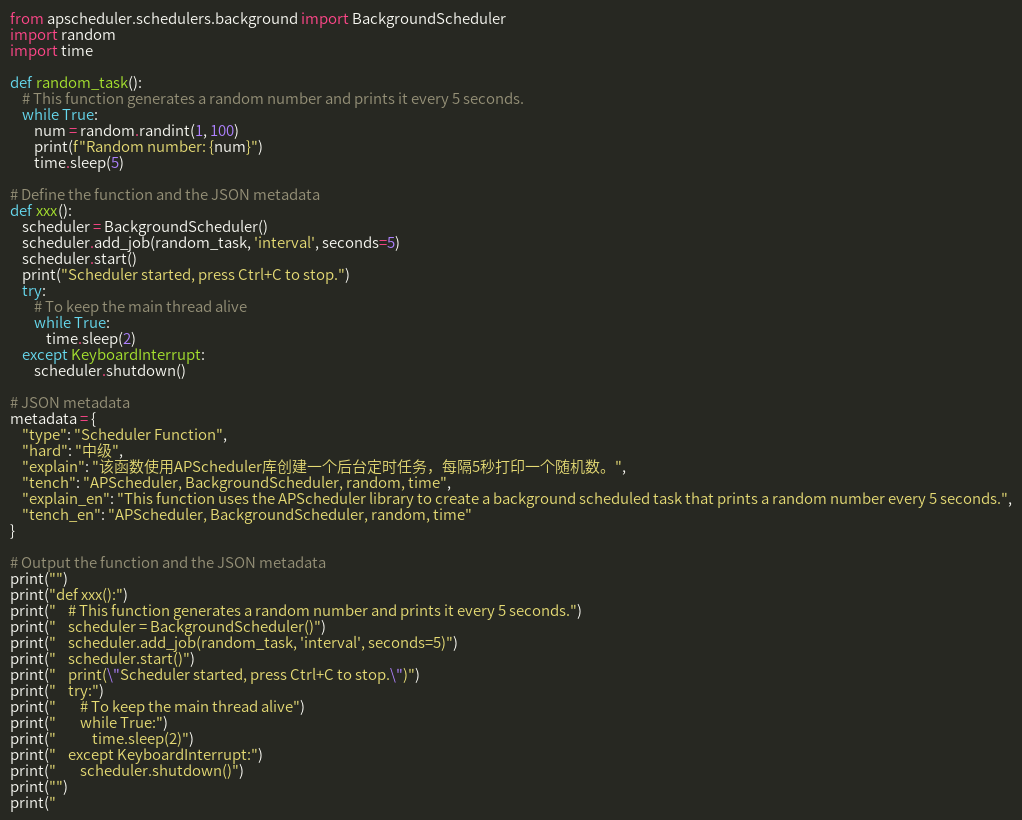 from apscheduler.schedulers.background import BackgroundScheduler
import random
import time

def random_task():
    # This function generates a random number and prints it every 5 seconds.
    while True:
        num = random.randint(1, 100)
        print(f"Random number: {num}")
        time.sleep(5)

# Define the function and the JSON metadata
def xxx():
    scheduler = BackgroundScheduler()
    scheduler.add_job(random_task, 'interval', seconds=5)
    scheduler.start()
    print("Scheduler started, press Ctrl+C to stop.")
    try:
        # To keep the main thread alive
        while True:
            time.sleep(2)
    except KeyboardInterrupt:
        scheduler.shutdown()

# JSON metadata
metadata = {
    "type": "Scheduler Function",
    "hard": "中级",
    "explain": "该函数使用APScheduler库创建一个后台定时任务，每隔5秒打印一个随机数。",
    "tench": "APScheduler, BackgroundScheduler, random, time",
    "explain_en": "This function uses the APScheduler library to create a background scheduled task that prints a random number every 5 seconds.",
    "tench_en": "APScheduler, BackgroundScheduler, random, time"
}

# Output the function and the JSON metadata
print("")
print("def xxx():")
print("    # This function generates a random number and prints it every 5 seconds.")
print("    scheduler = BackgroundScheduler()")
print("    scheduler.add_job(random_task, 'interval', seconds=5)")
print("    scheduler.start()")
print("    print(\"Scheduler started, press Ctrl+C to stop.\")")
print("    try:")
print("        # To keep the main thread alive")
print("        while True:")
print("            time.sleep(2)")
print("    except KeyboardInterrupt:")
print("        scheduler.shutdown()")
print("")
print("